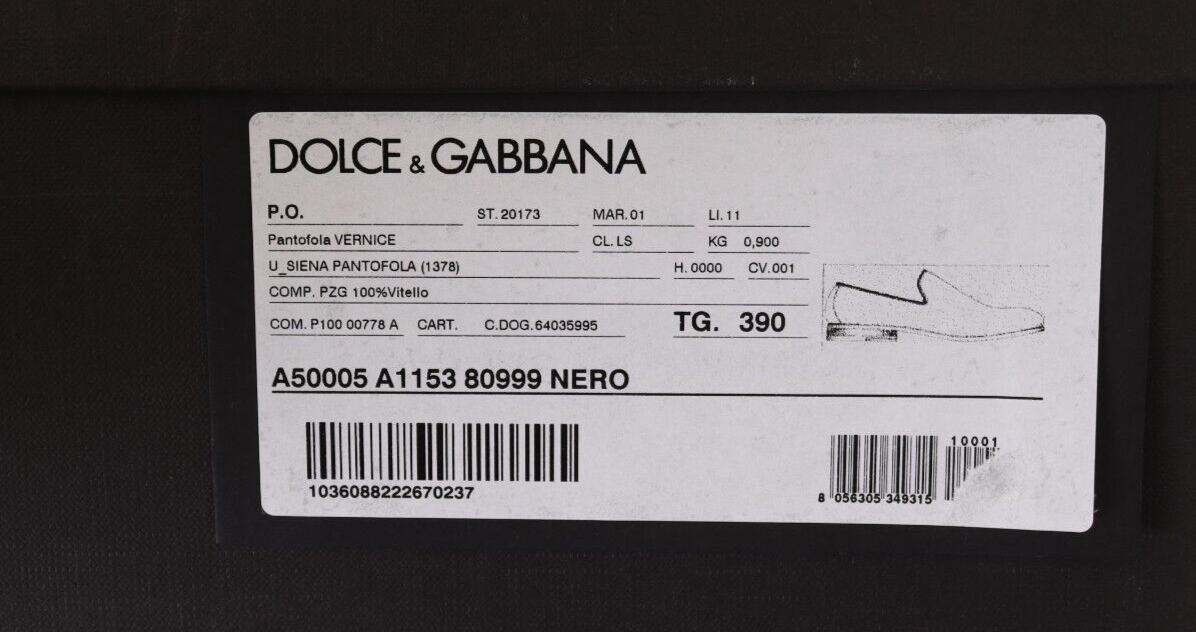 DOLCE & GABBANA
P.O. ST. 20173 MAR. 01 LI. 11
Pantofola VERNICE CL. LS KG 0,900
U_SIENA PANTOFOLA (1378) H. 0000 CV. 001
COMP. PZG 100%Vitello
COM. P100 00778 A CART. C.DOG.64035995 TG. 390
A50005 A1153 80999 NERO
10001
1036088222670237
8 056305 349315